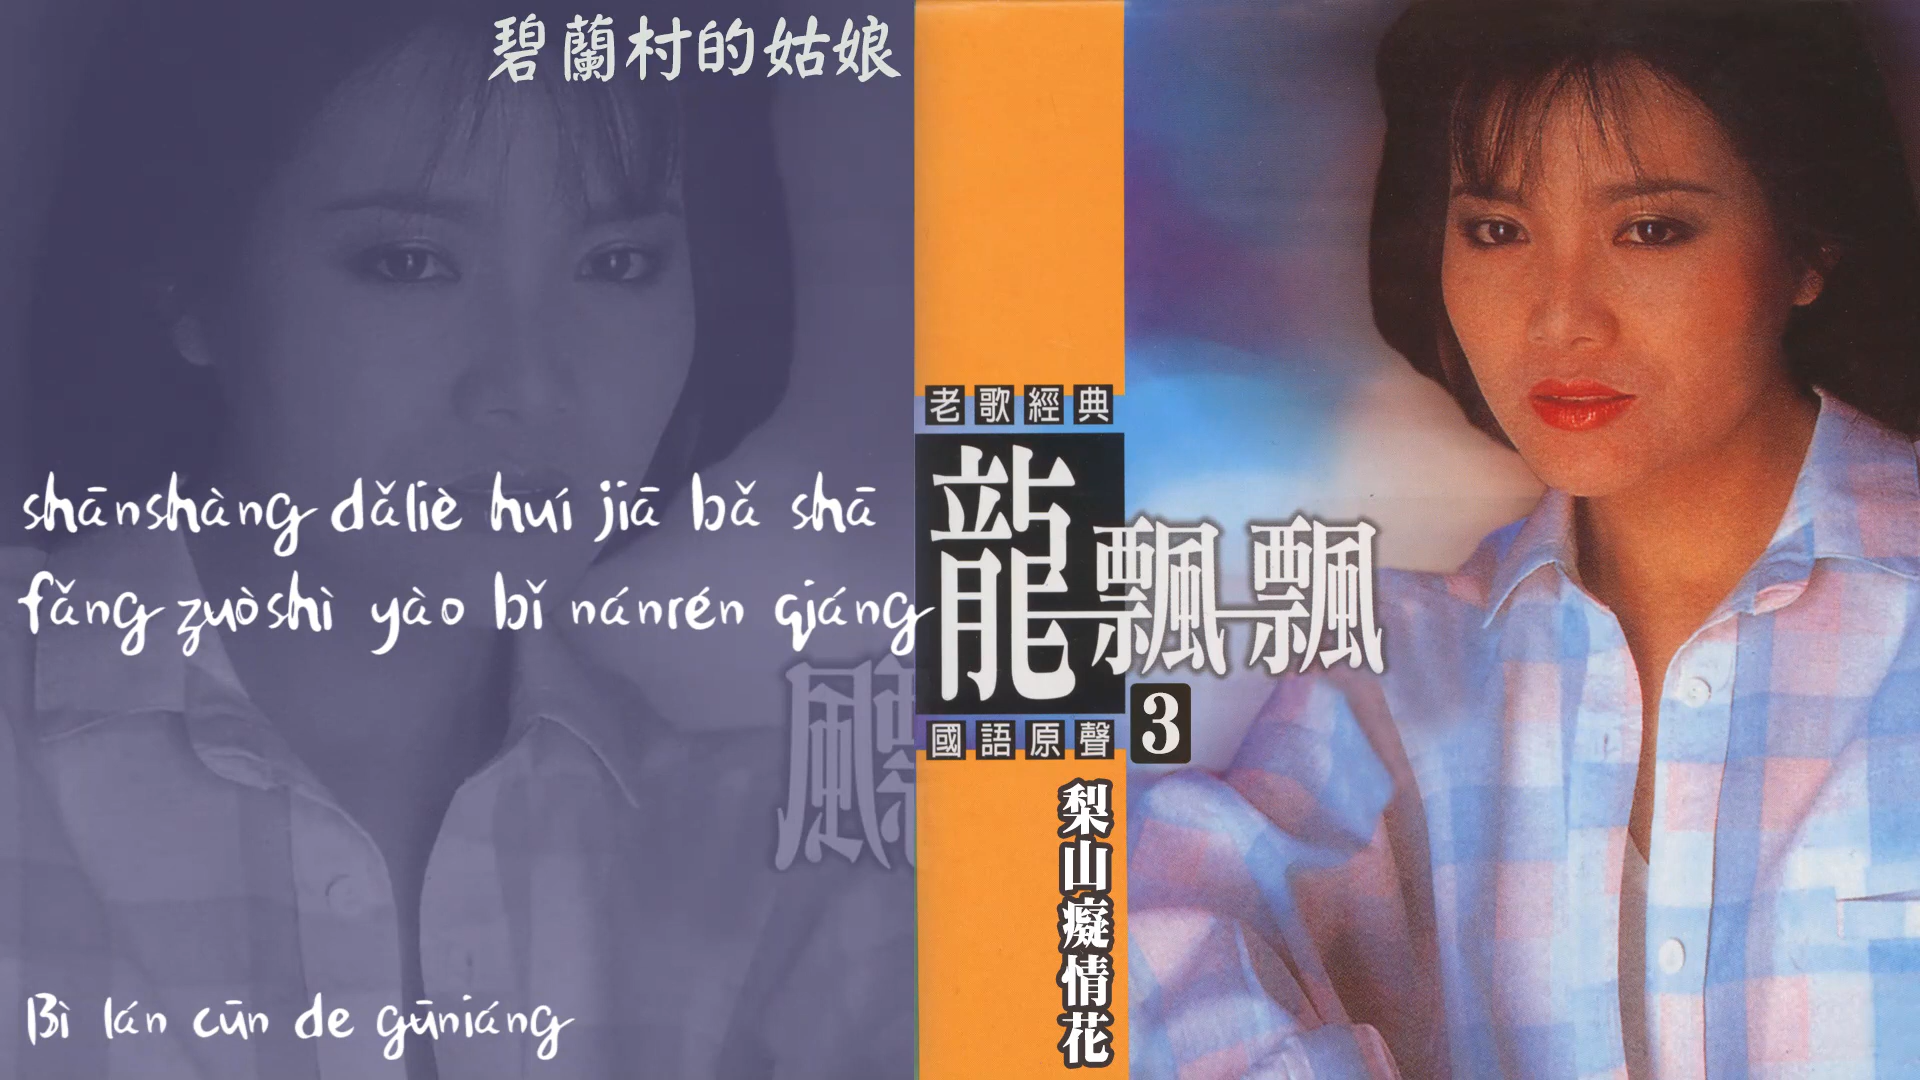 碧蘭村的姑娘
shānshàng dǎliè huí jiā bǎ shā
fǎng zuòshì yào bǐ nánrén qiáng
Bì lán cūn de gūniáng
老歌經典
龍飄飄
國語原聲
3
梨山癡情花
飄